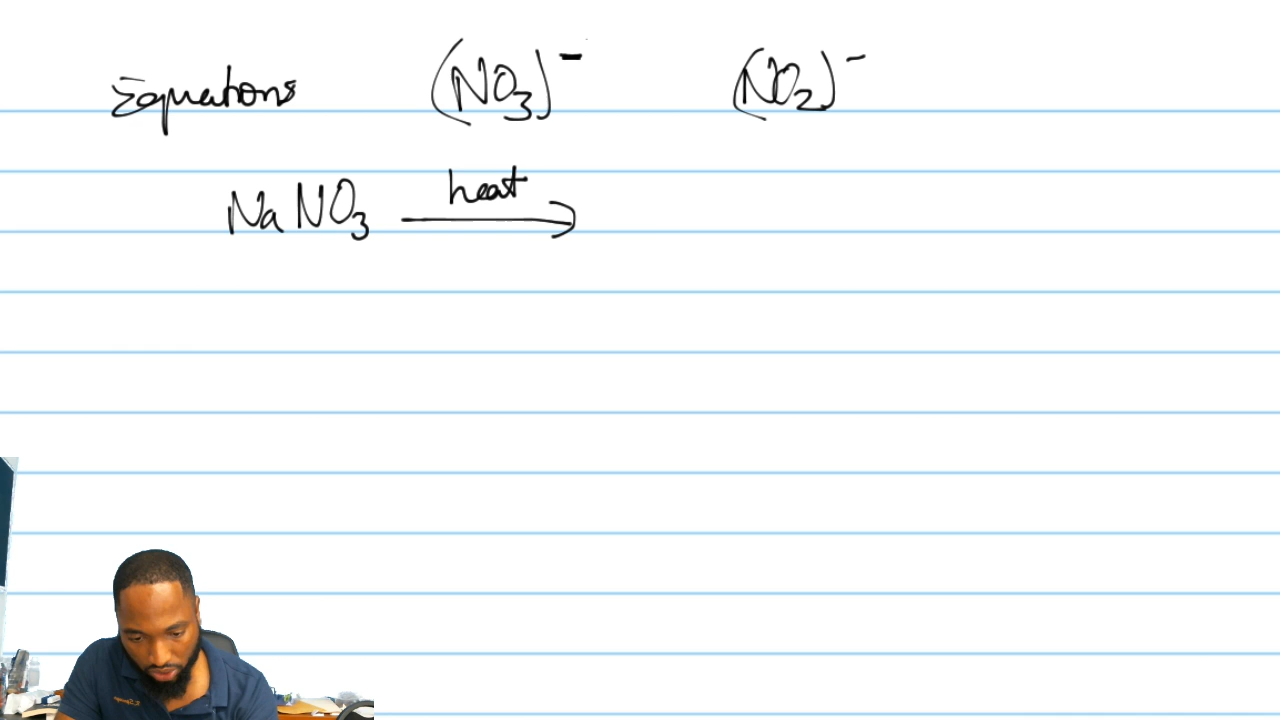 Equations (NO₃)⁻ (NO₂)⁻
NaNO₃ heat →